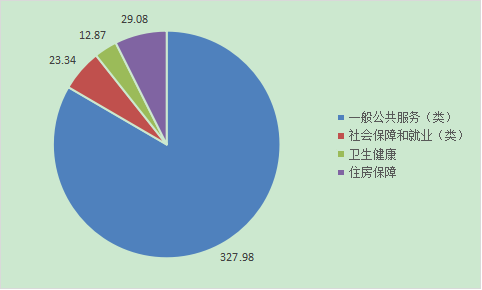 29.08
12.87
23.34
327.98
一般公共服务（类）
社会保障和就业（类）
卫生健康
住房保障